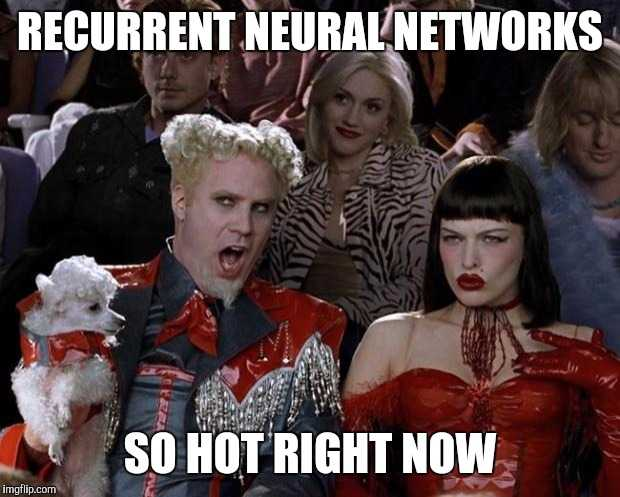 RECURRENT NEURAL NETWORKS
SO HOT RIGHT NOW
imgflip.com